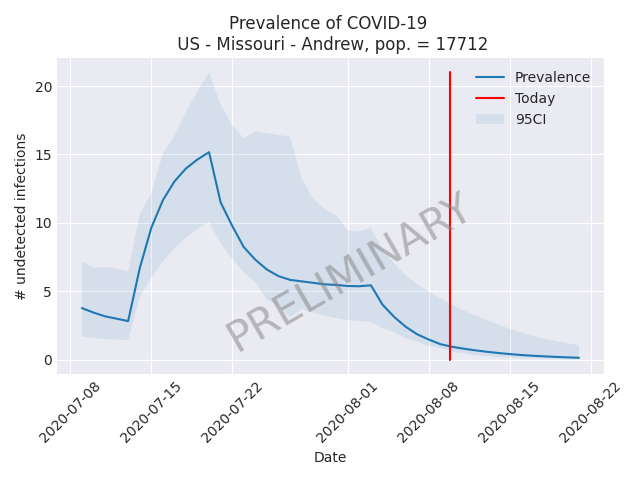 Prevalence of COVID-19
US - Missouri - Andrew, pop. = 17712
Prevalence
Today
95CI
20
15
10
5
0
# undetected infections
PRELIMINARY
2020-07-08
2020-07-15
2020-07-22
2020-08-01
2020-08-08
2020-08-15
2020-08-22
Date